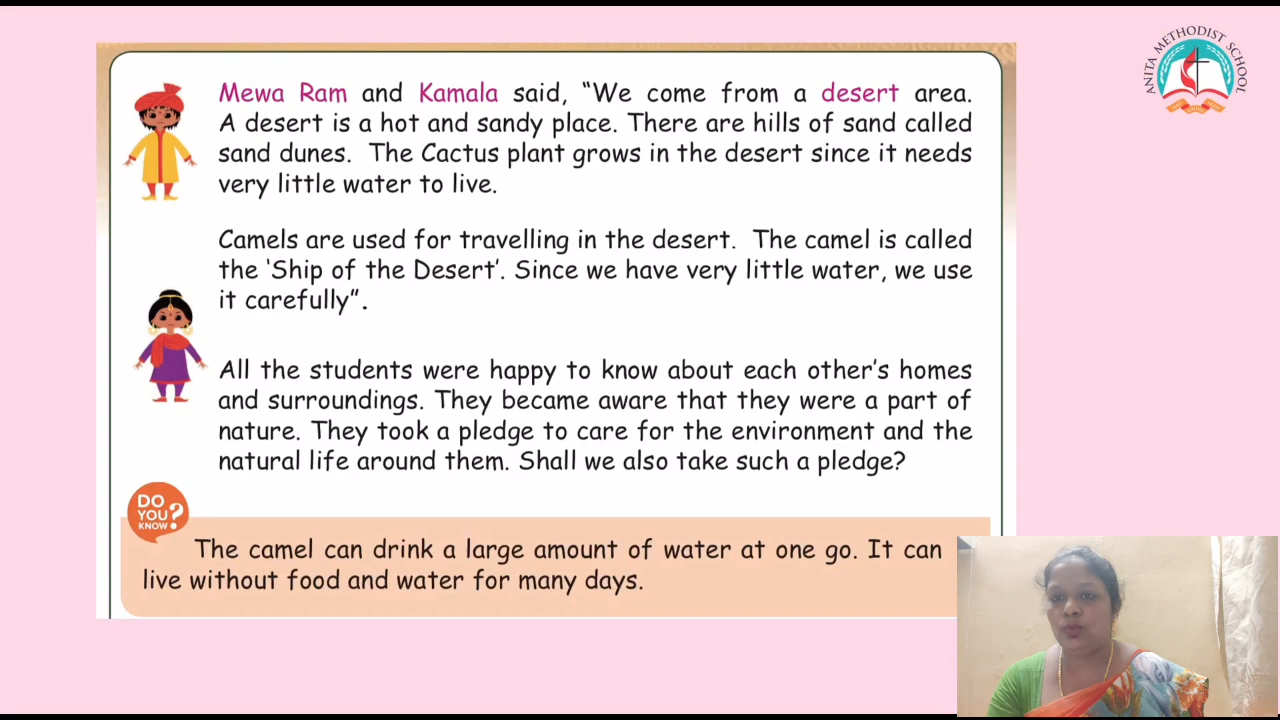 ANITA METHODIST SCHOOL
Mewa Ram and Kamala said, “We come from a desert area.
A desert is a hot and sandy place. There are hills of sand called
sand dunes. The Cactus plant grows in the desert since it needs
very little water to live.
Camels are used for travelling in the desert. The camel is called
the ‘Ship of the Desert’. Since we have very little water, we use
it carefully”.
All the students were happy to know about each other’s homes
and surroundings. They became aware that they were a part of
nature. They took a pledge to care for the environment and the
natural life around them. Shall we also take such a pledge?
DO
YOU
KNOW?
The camel can drink a large amount of water at one go. It can
live without food and water for many days.